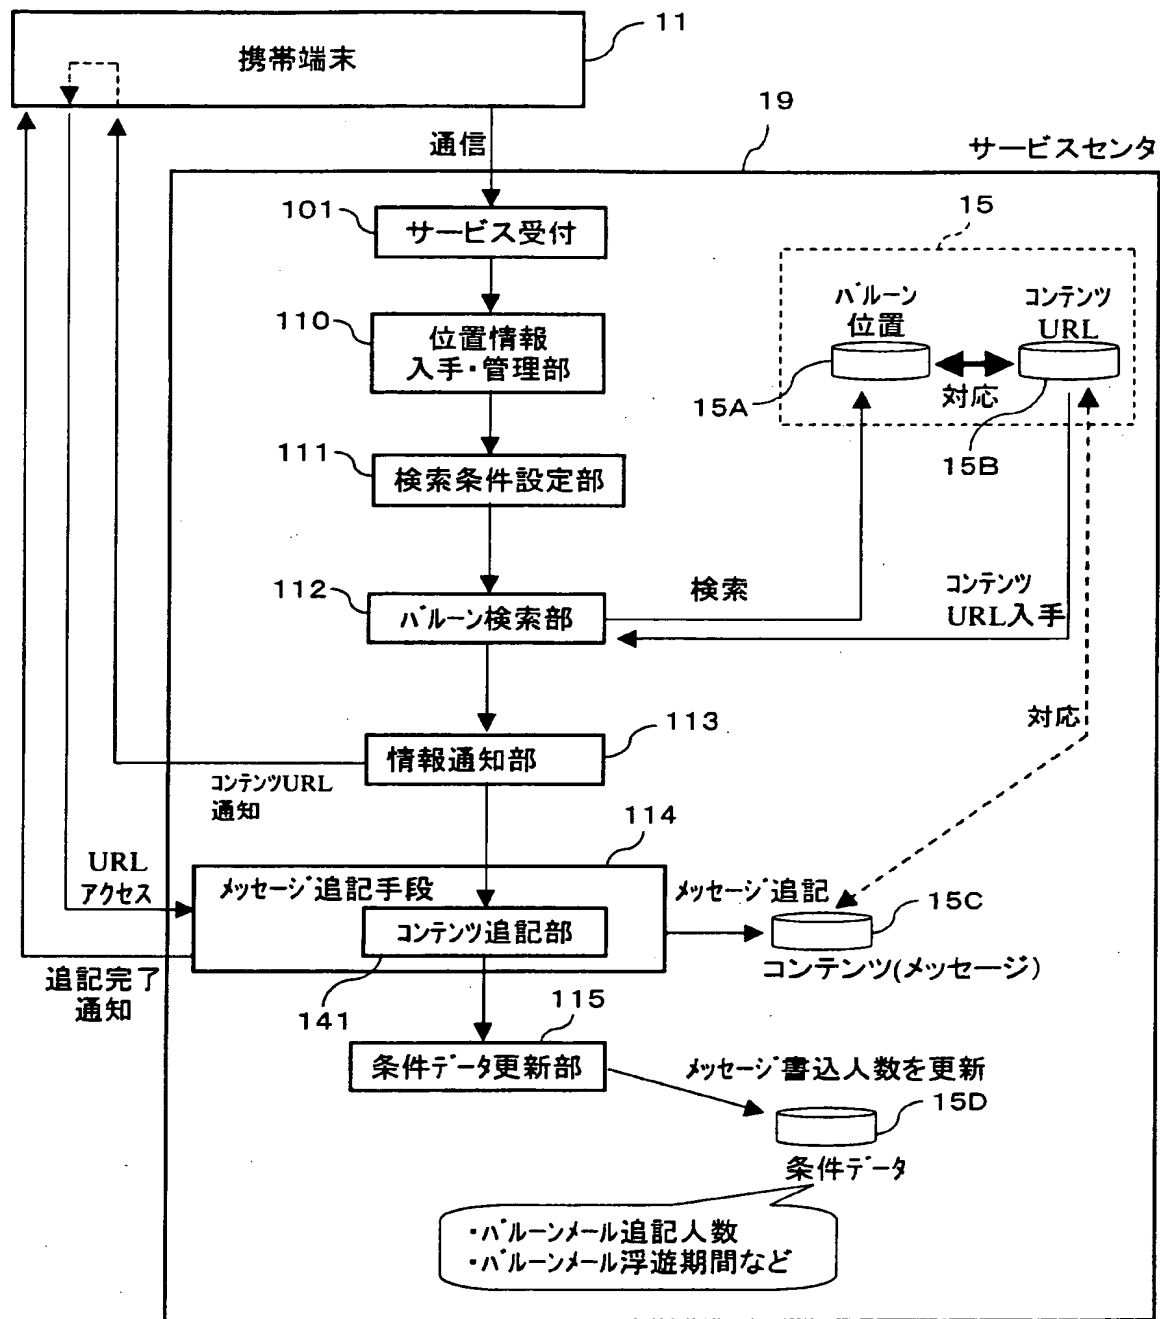 11
携帯端末
19
通信
サービスセンタ
101
サービス受付
15
110
位置情報
入手・管理部
バルーン
位置
コンテンツ
URL
15A
対応
15B
111
検索条件設定部
112
バルーン検索部
検索
コンテンツ
URL入手
113
情報通知部
対応
コンテンツURL
通知
114
URL
アクセス
メッセージ追記手段
メッセージ追記
コンテンツ追記部
15C
コンテンツ(メッセージ)
追記完了
通知
141
115
条件データ更新部
メッセージ書込人数を更新
15D
条件データ
・バルーンメール追記人数
・バルーンメール浮遊期間など